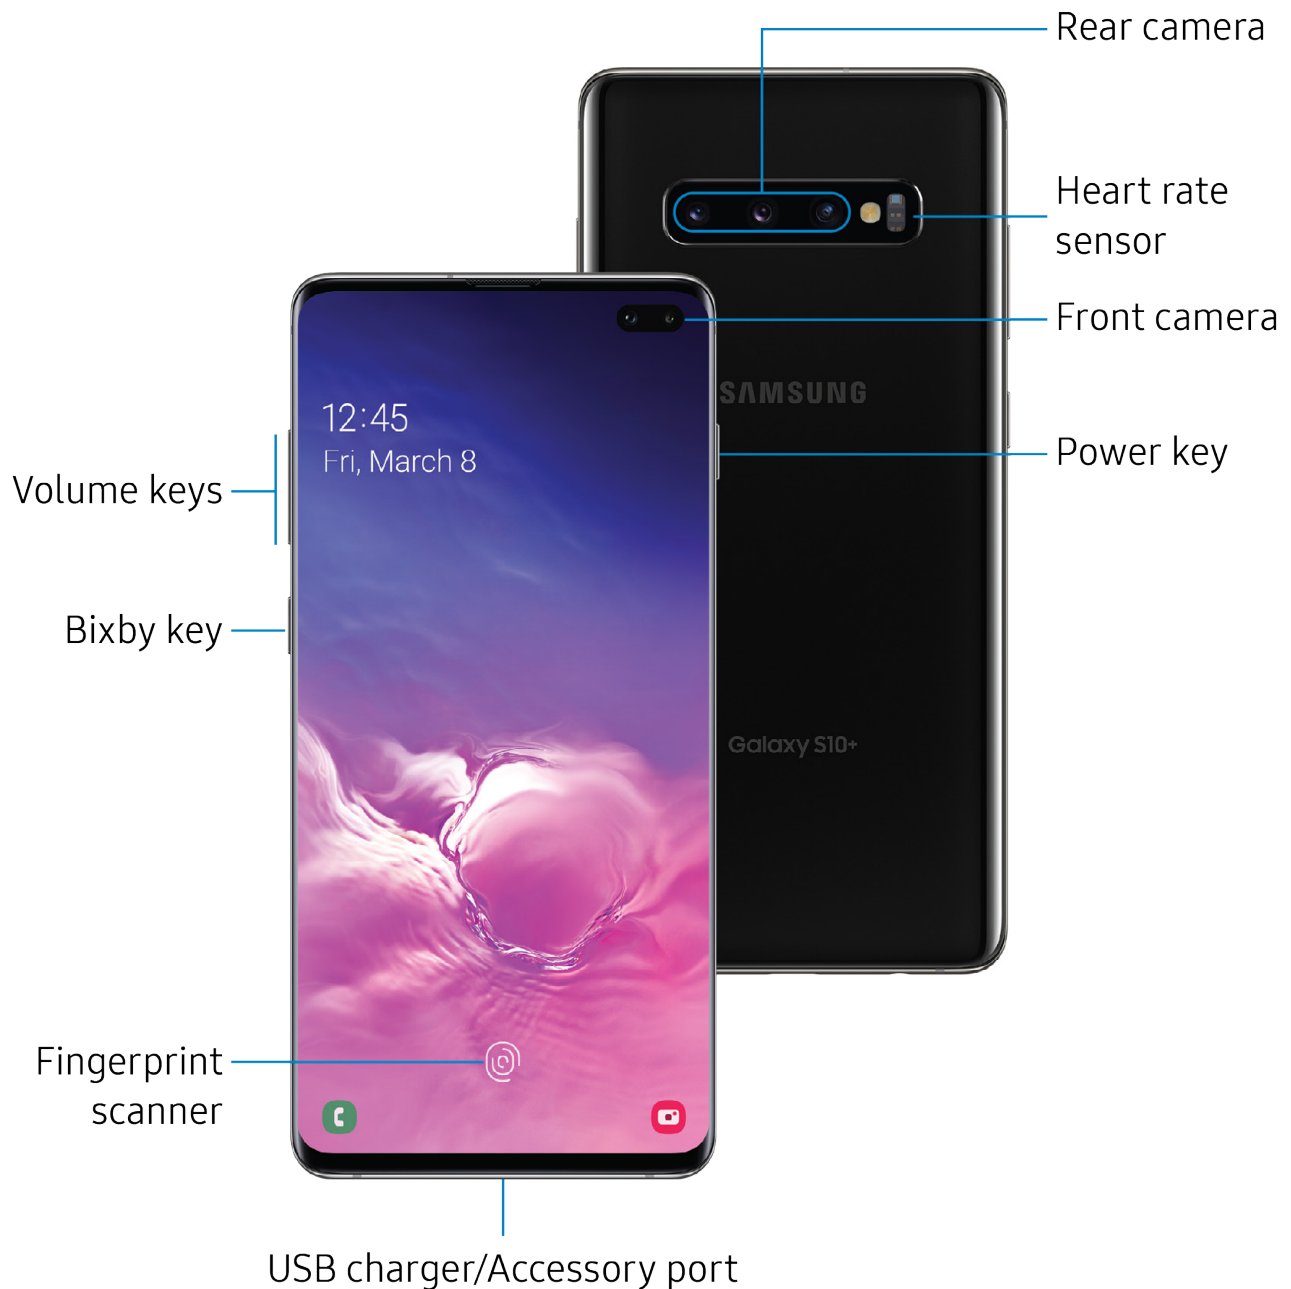 Rear camera
Heart rate
sensor
Front camera
SAMSUNG
12:45
Fri, March 8
Power key
Volume keys
Bixby key
Galaxy S10+
Fingerprint
scanner
USB charger/Accessory port